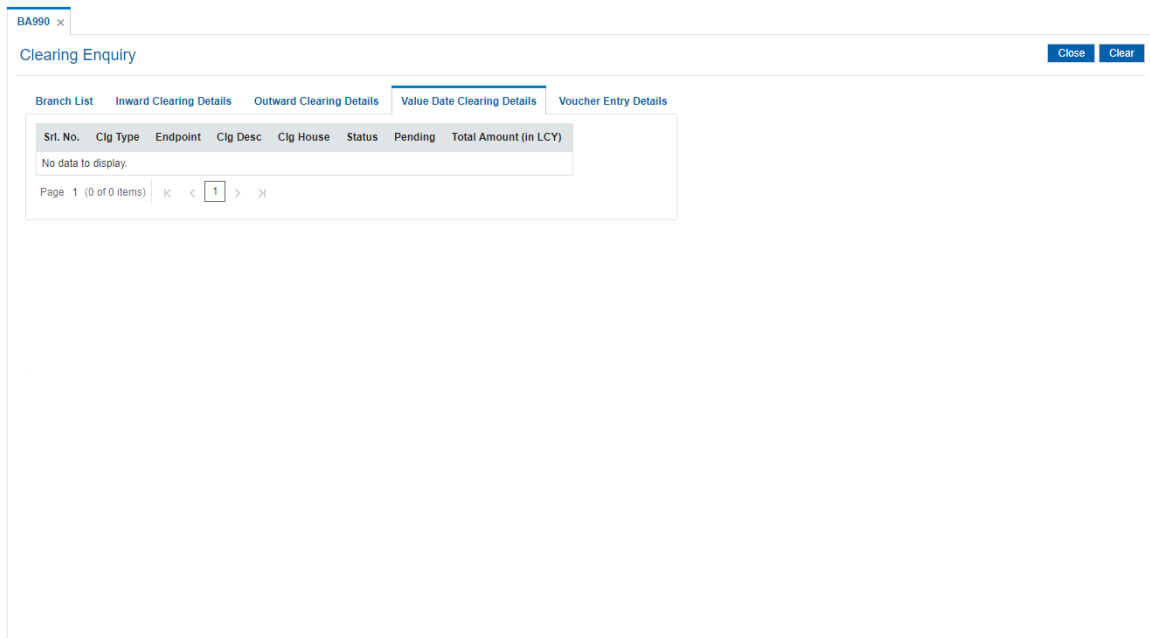 BA990 ×
Clearing Enquiry Close Clear
Branch List Inward Clearing Details Outward Clearing Details Value Date Clearing Details Voucher Entry Details
Srl. No. Clg Type Endpoint Clg Desc Clg House Status Pending Total Amount (in LCY)
No data to display.
Page 1 (0 of 0 items) 1